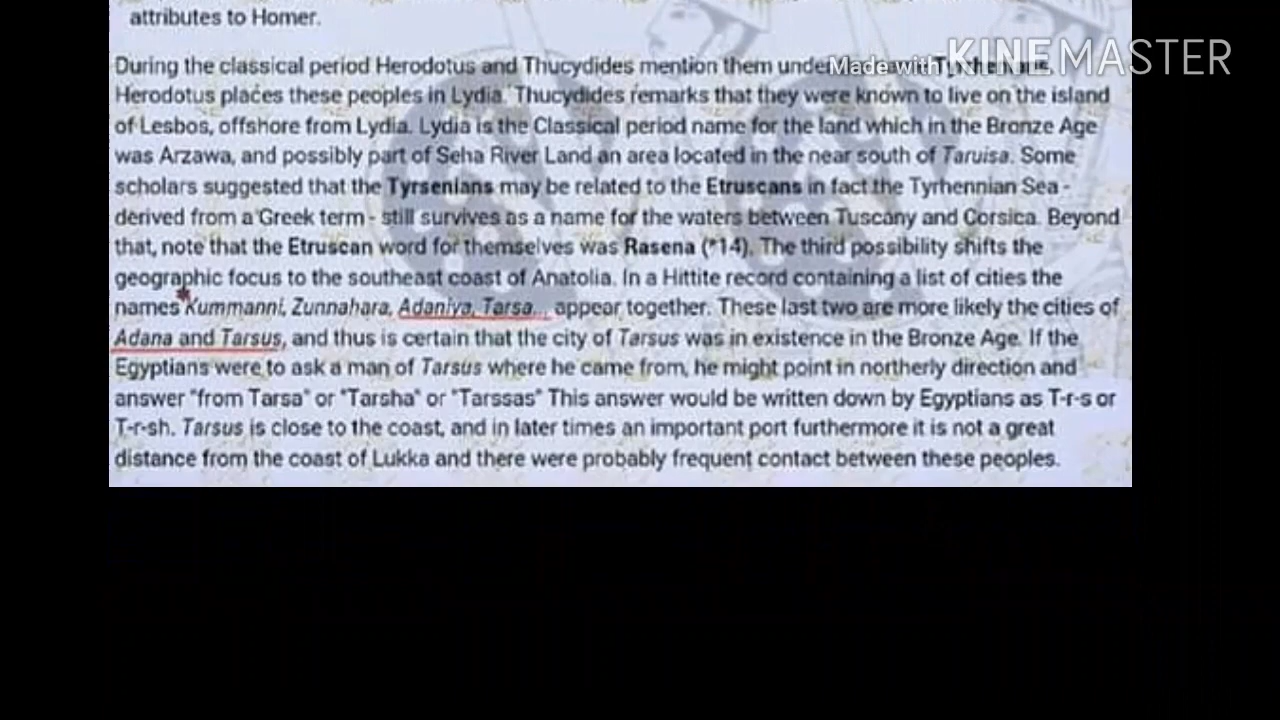 attributes to Homer.
During the classical period Herodotus and Thucydides mention them under
Made with KINEMASTER
Herodotus places these peoples in Lydia. Thucydides remarks that they were known to live on the island
of Lesbos, offshore from Lydia. Lydia is the Classical period name for the land which in the Bronze Age
was Arzawa, and possibly part of Seha River Land an area located in the near south of Taruisa. Some
scholars suggested that the Tyrsenians may be related to the Etruscans in fact the Tyrhennian Sea -
derived from a Greek term - still survives as a name for the waters between Tuscany and Corsica. Beyond
that, note that the Etruscan word for themselves was Rasena (*14). The third possibility shifts the
geographic focus to the southeast coast of Anatolia. In a Hittite record containing a list of cities the
names Kummanni, Zunnahara, Adaniya, Tarsa... appear together. These last two are more likely the cities of
Adana and Tarsus, and thus is certain that the city of Tarsus was in existence in the Bronze Age. If the
Egyptians were to ask a man of Tarsus where he came from, he might point in northerly direction and
answer "from Tarsa" or "Tarsha" or "Tarssas" This answer would be written down by Egyptians as T-r-s or
T-r-sh. Tarsus is close to the coast, and in later times an important port furthermore it is not a great
distance from the coast of Lukka and there were probably frequent contact between these peoples.